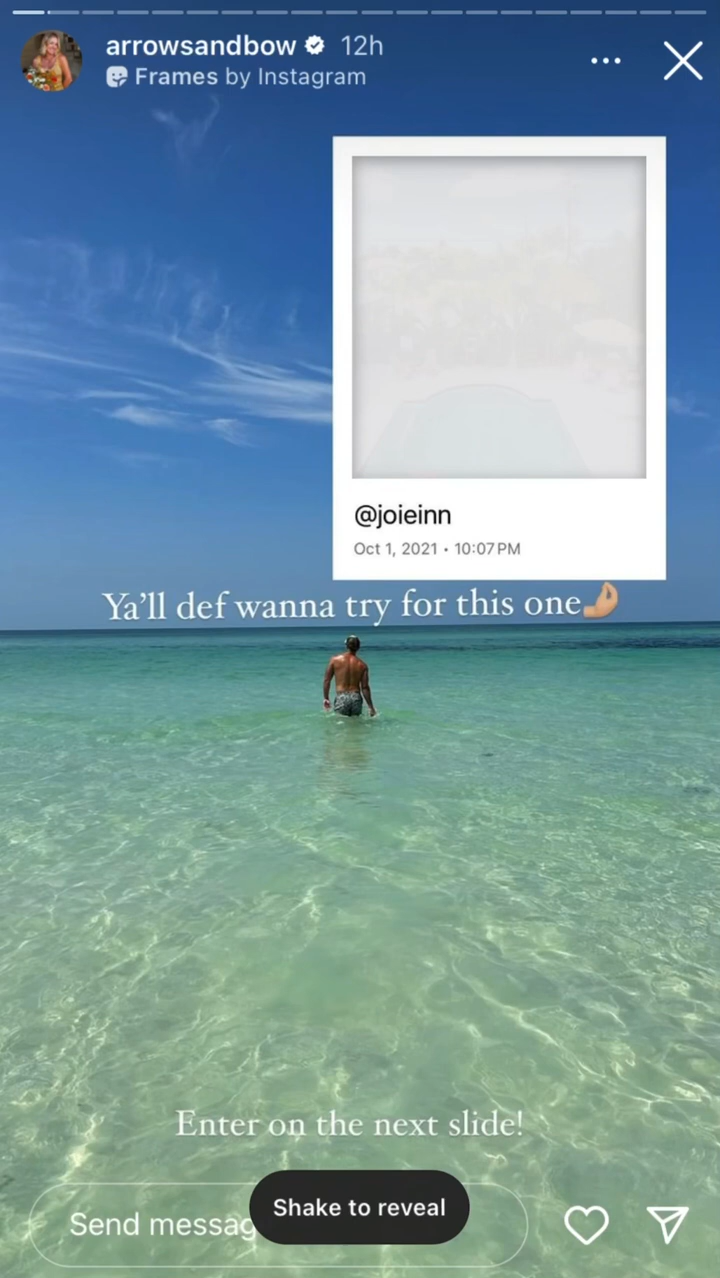 arrowsandbow 12h
Frames by Instagram
@joieinn
Oct 1, 2021 • 10:07 PM
Ya'll def wanna try for this one🤌🏼
Enter on the next slide!
Send messag
Shake to reveal